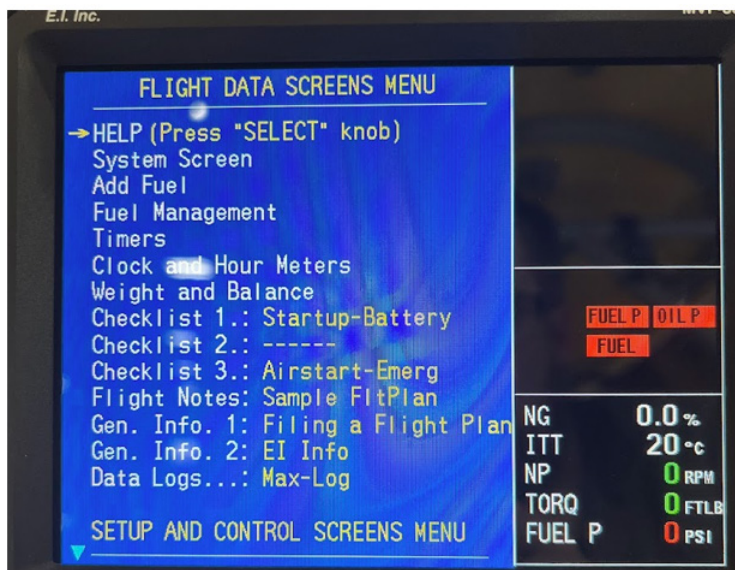 E.I. Inc.
FLIGHT DATA SCREENS MENU
HELP (Press "SELECT" knob)
System Screen
Add Fuel
Fuel Management
Timers
Clock and Hour Meters
Weight and Balance
Checklist 1.: Startup-Battery
Checklist 2.: ------
Checklist 3.: Airstart-Emerg
Flight Notes: Sample FltPlan
Gen. Info. 1: Filing a Flight Plan
Gen. Info. 2: EI Info
Data Logs...: Max-Log
SETUP AND CONTROL SCREENS MENU
FUEL P OIL P
FUEL
NG 0.0 %
ITT 20 °C
NP 0 RPM
TORQ 0 FTLB
FUEL P 0 PSI